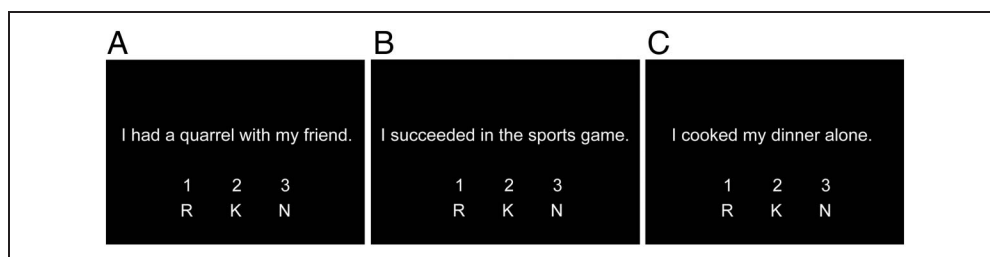 A
I had a quarrel with my friend.
1 2 3
R K N
B
I succeeded in the sports game.
1 2 3
R K N
C
I cooked my dinner alone.
1 2 3
R K N